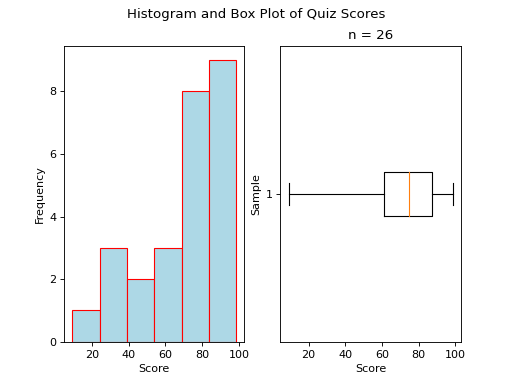 Histogram and Box Plot of Quiz Scores
Frequency
0
2
4
6
8
20 40 60 80 100
Score
n = 26
Sample
1
20 40 60 80 100
Score